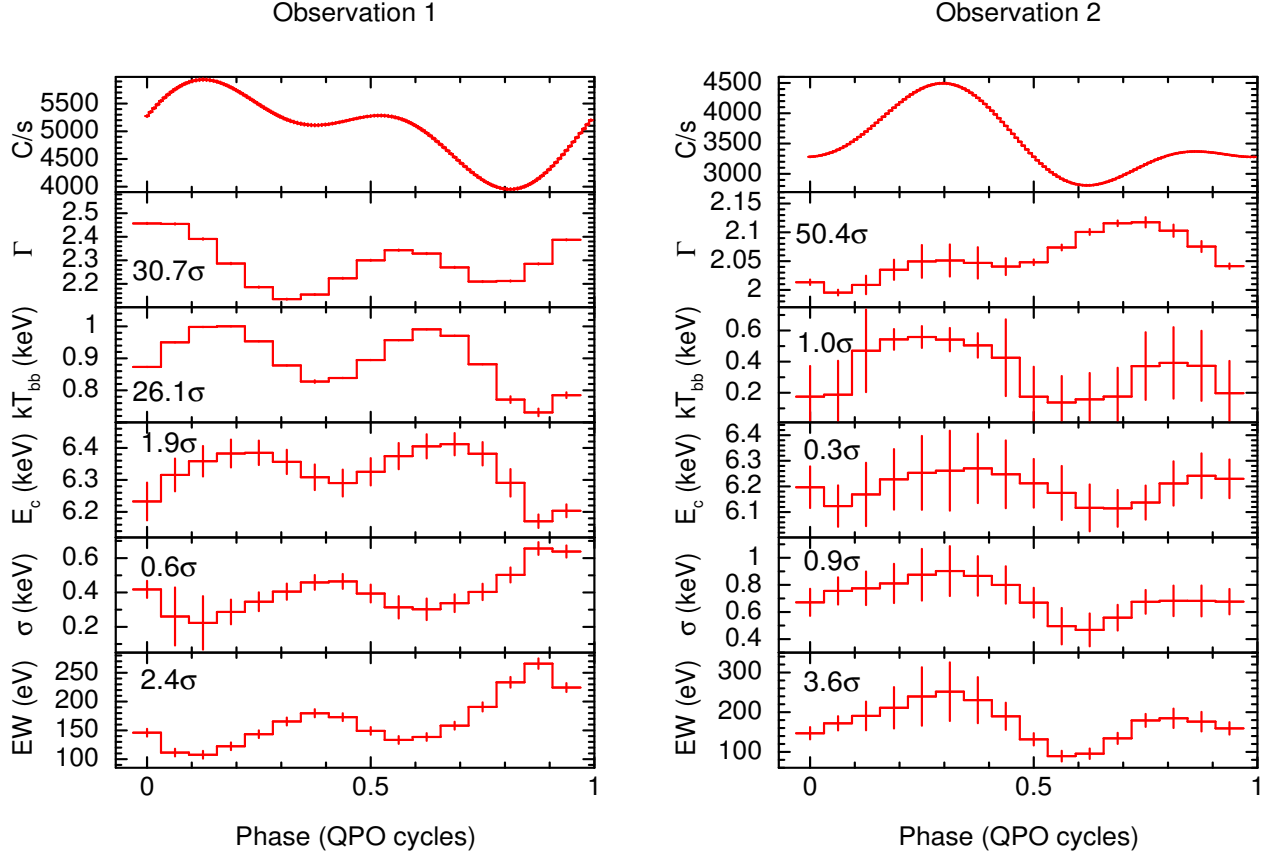 Observation 1
C/s
5500
5000
4500
4000
Γ
2.5
2.4
2.3
2.2
30.7σ
kT_bb (keV)
1
0.9
0.8
26.1σ
E_c (keV)
6.4
6.3
6.2
1.9σ
σ (keV)
0.6
0.4
0.2
0.6σ
EW (eV)
250
200
150
100
2.4σ
0 0.5 1
Phase (QPO cycles)
Observation 2
C/s
4500
4000
3500
3000
Γ
2.15
2.1
2.05
2
50.4σ
kT_bb (keV)
0.6
0.4
0.2
1.0σ
E_c (keV)
6.4
6.3
6.2
6.1
0.3σ
σ (keV)
1
0.8
0.6
0.4
0.9σ
EW (eV)
300
200
100
3.6σ
0 0.5 1
Phase (QPO cycles)